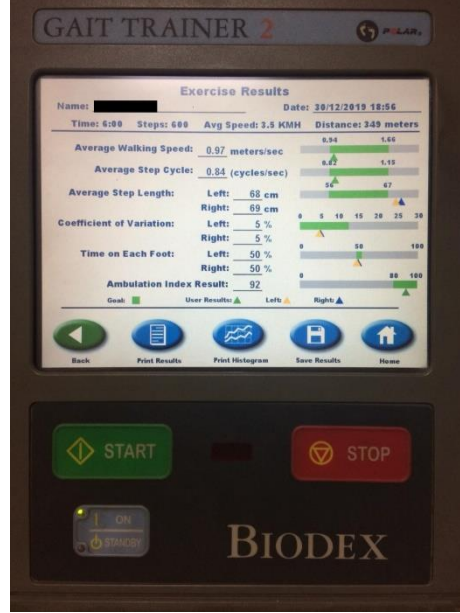 GAIT TRAINER 2 POLAR
Exercise Results
Name: Date: 30/12/2019 18:56
Time: 6:00 Steps: 600 Avg Speed: 3.5 KMH Distance: 349 meters
0.94 1.66
Average Walking Speed: 0.97 meters/sec
0.82 1.15
Average Step Cycle: 0.84 (cycles/sec)
56 67
Average Step Length: Left: 68 cm
Right: 69 cm
0 5 10 15 20 25 30
Coefficient of Variation: Left: 5 %
Right: 5 %
0 50 100
Time on Each Foot: Left: 50 %
Right: 50 %
0 80 100
Ambulation Index Result: 92
Goal: User Results: Left: Right:
Back Print Results Print Histogram Save Results Home
START STOP
ON
STANDBY
BIODEX